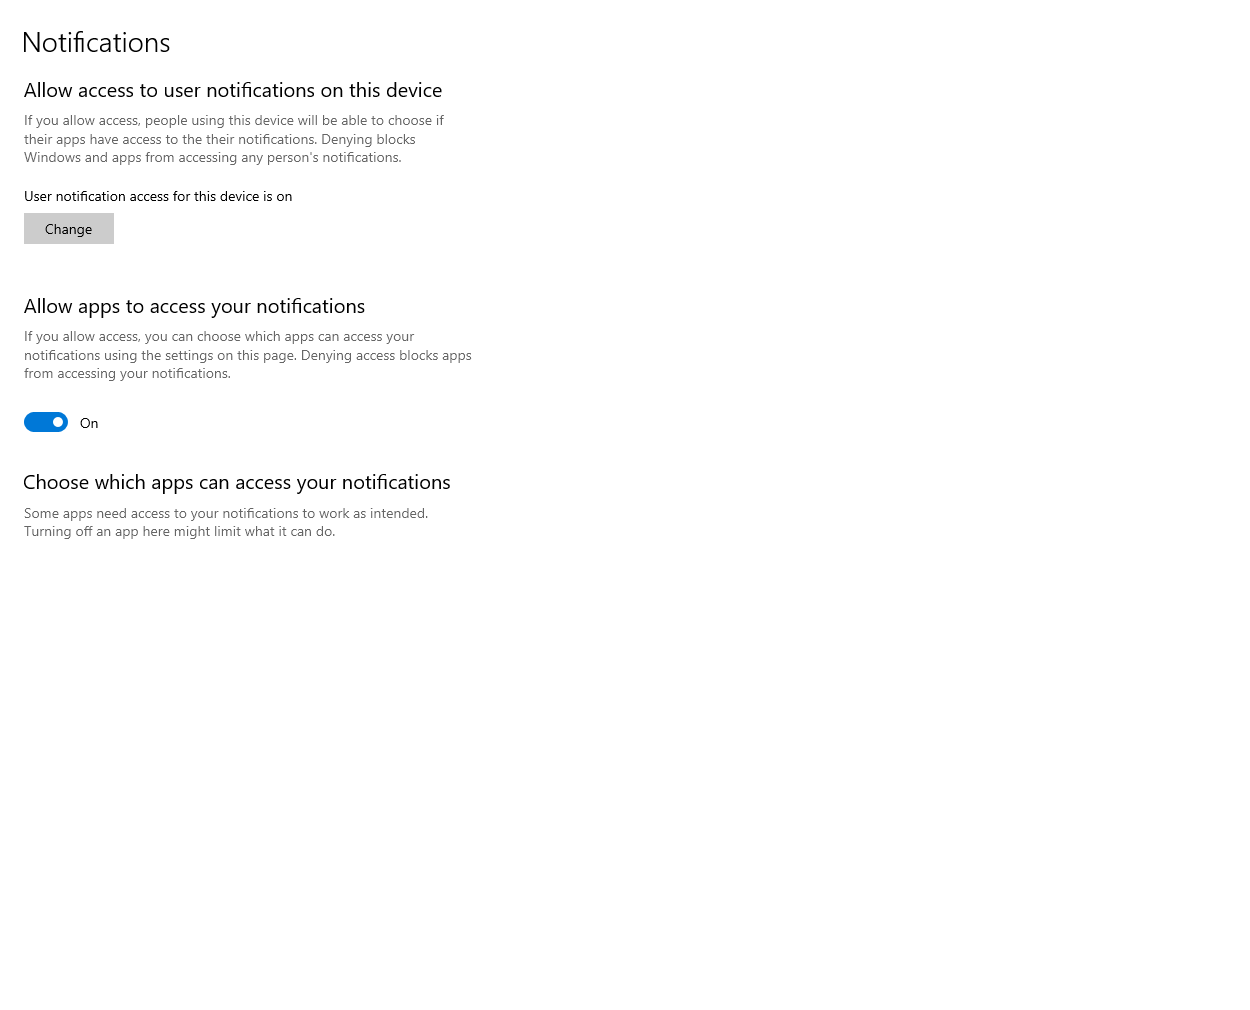 Notifications
Allow access to user notifications on this device
If you allow access, people using this device will be able to choose if
their apps have access to the their notifications. Denying blocks
Windows and apps from accessing any person's notifications.
User notification access for this device is on
Change
Allow apps to access your notifications
If you allow access, you can choose which apps can access your
notifications using the settings on this page. Denying access blocks apps
from accessing your notifications.
On
Choose which apps can access your notifications
Some apps need access to your notifications to work as intended.
Turning off an app here might limit what it can do.